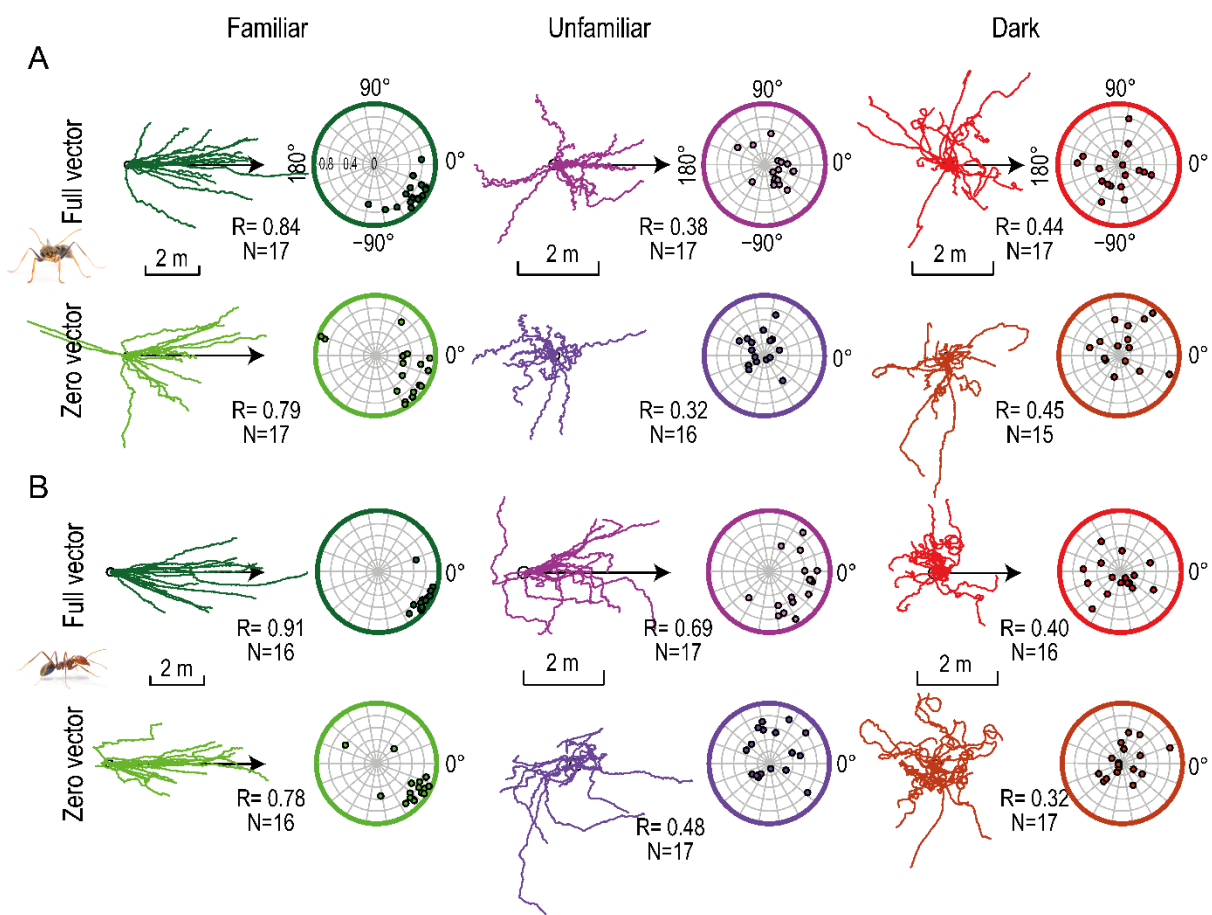 Familiar
Unfamiliar
Dark
A
Full vector
90°
180°
0.8 0.4 0
0°
−90°
R= 0.84
N=17
2 m
90°
180°
0°
−90°
R= 0.38
N=17
2 m
90°
180°
0°
−90°
R= 0.44
N=17
2 m
Zero vector
0°
R= 0.79
N=17
0°
R= 0.32
N=16
0°
R= 0.45
N=15
B
Full vector
0°
R= 0.91
N=16
2 m
0°
R= 0.69
N=17
2 m
0°
R= 0.40
N=16
2 m
Zero vector
0°
R= 0.78
N=16
0°
R= 0.48
N=17
0°
R= 0.32
N=17